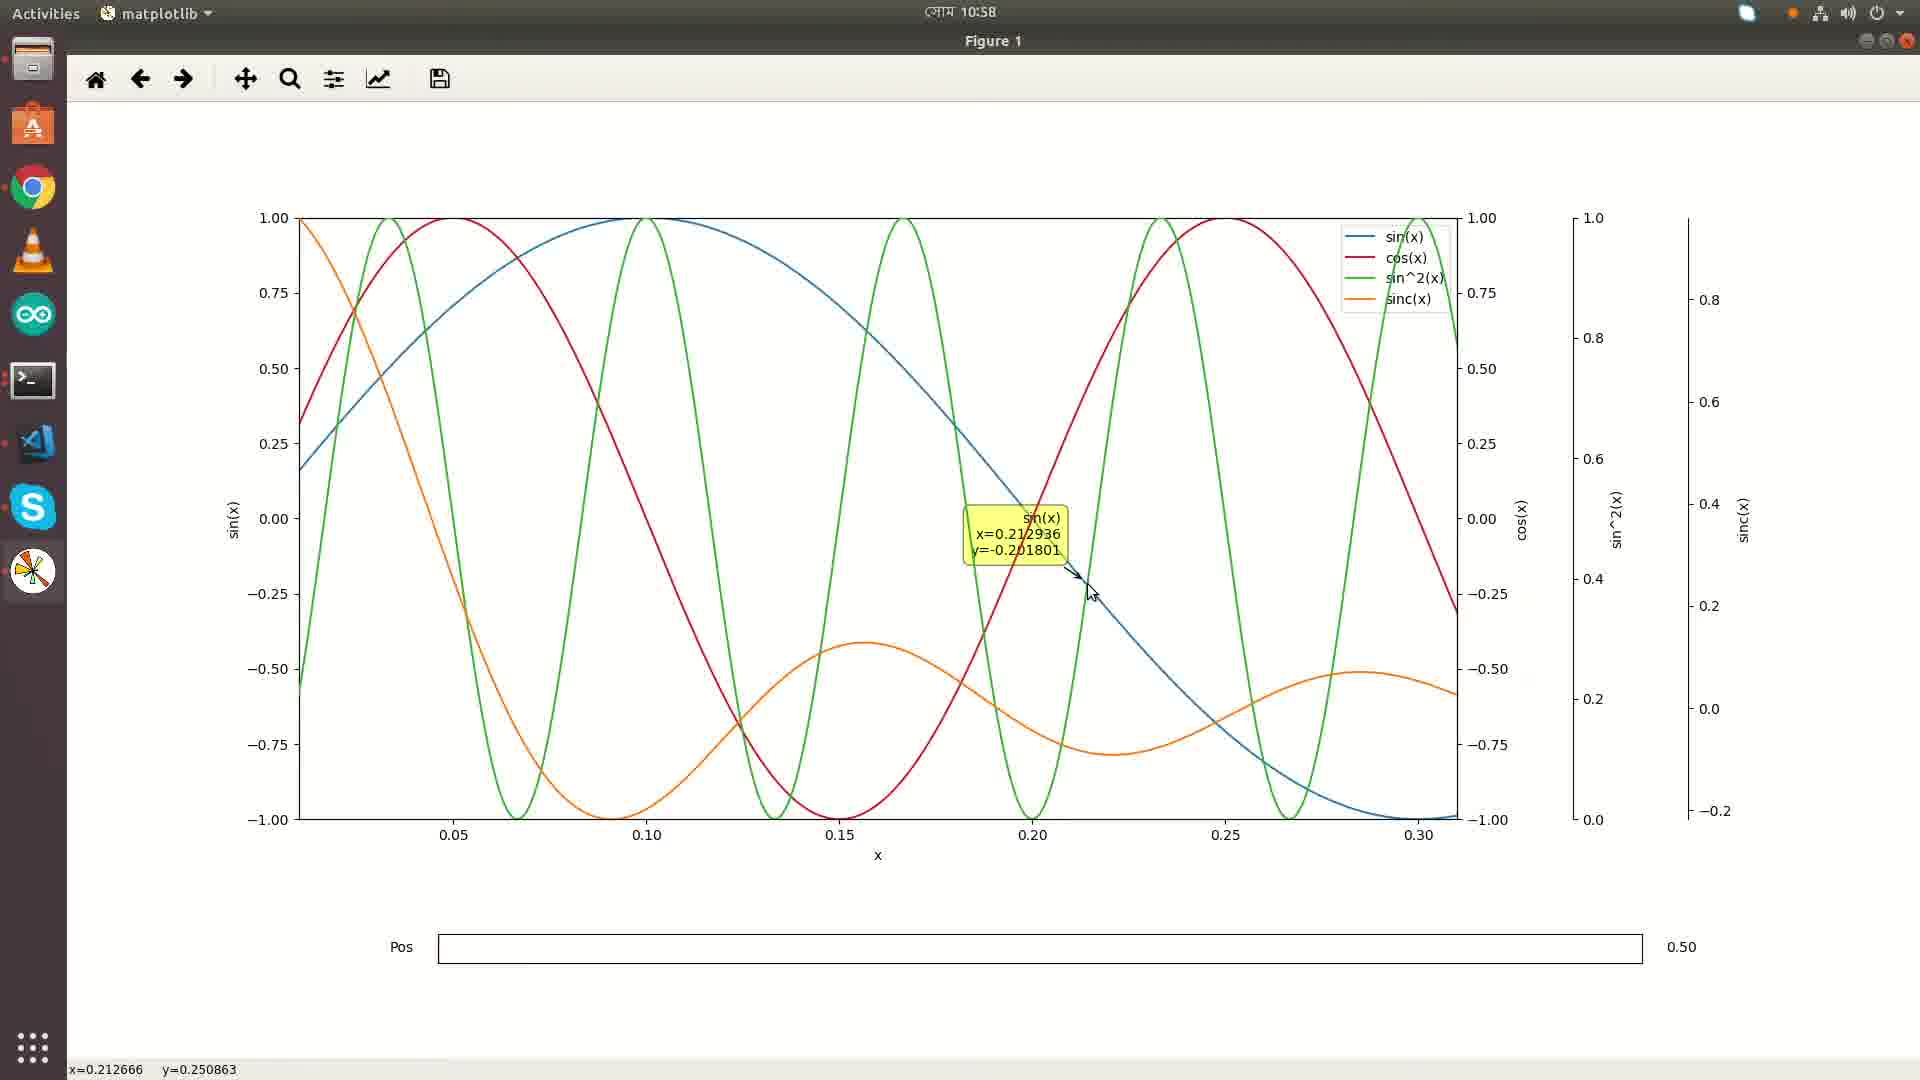 Activities matplotlib সোম 10:58
Figure 1
1.00
0.75
0.50
0.25
0.00
−0.25
−0.50
−0.75
−1.00
sin(x)
sin(x)
cos(x)
sin^2(x)
sinc(x)
sin(x)
x=0.212936
y=-0.201801
0.05 0.10 0.15 0.20 0.25 0.30
x
1.00
0.75
0.50
0.25
0.00
−0.25
−0.50
−0.75
−1.00
cos(x)
1.0
0.8
0.6
0.4
0.2
0.0
sin^2(x)
0.8
0.6
0.4
0.2
0.0
−0.2
sinc(x)
Pos 0.50
x=0.212666 y=0.250863